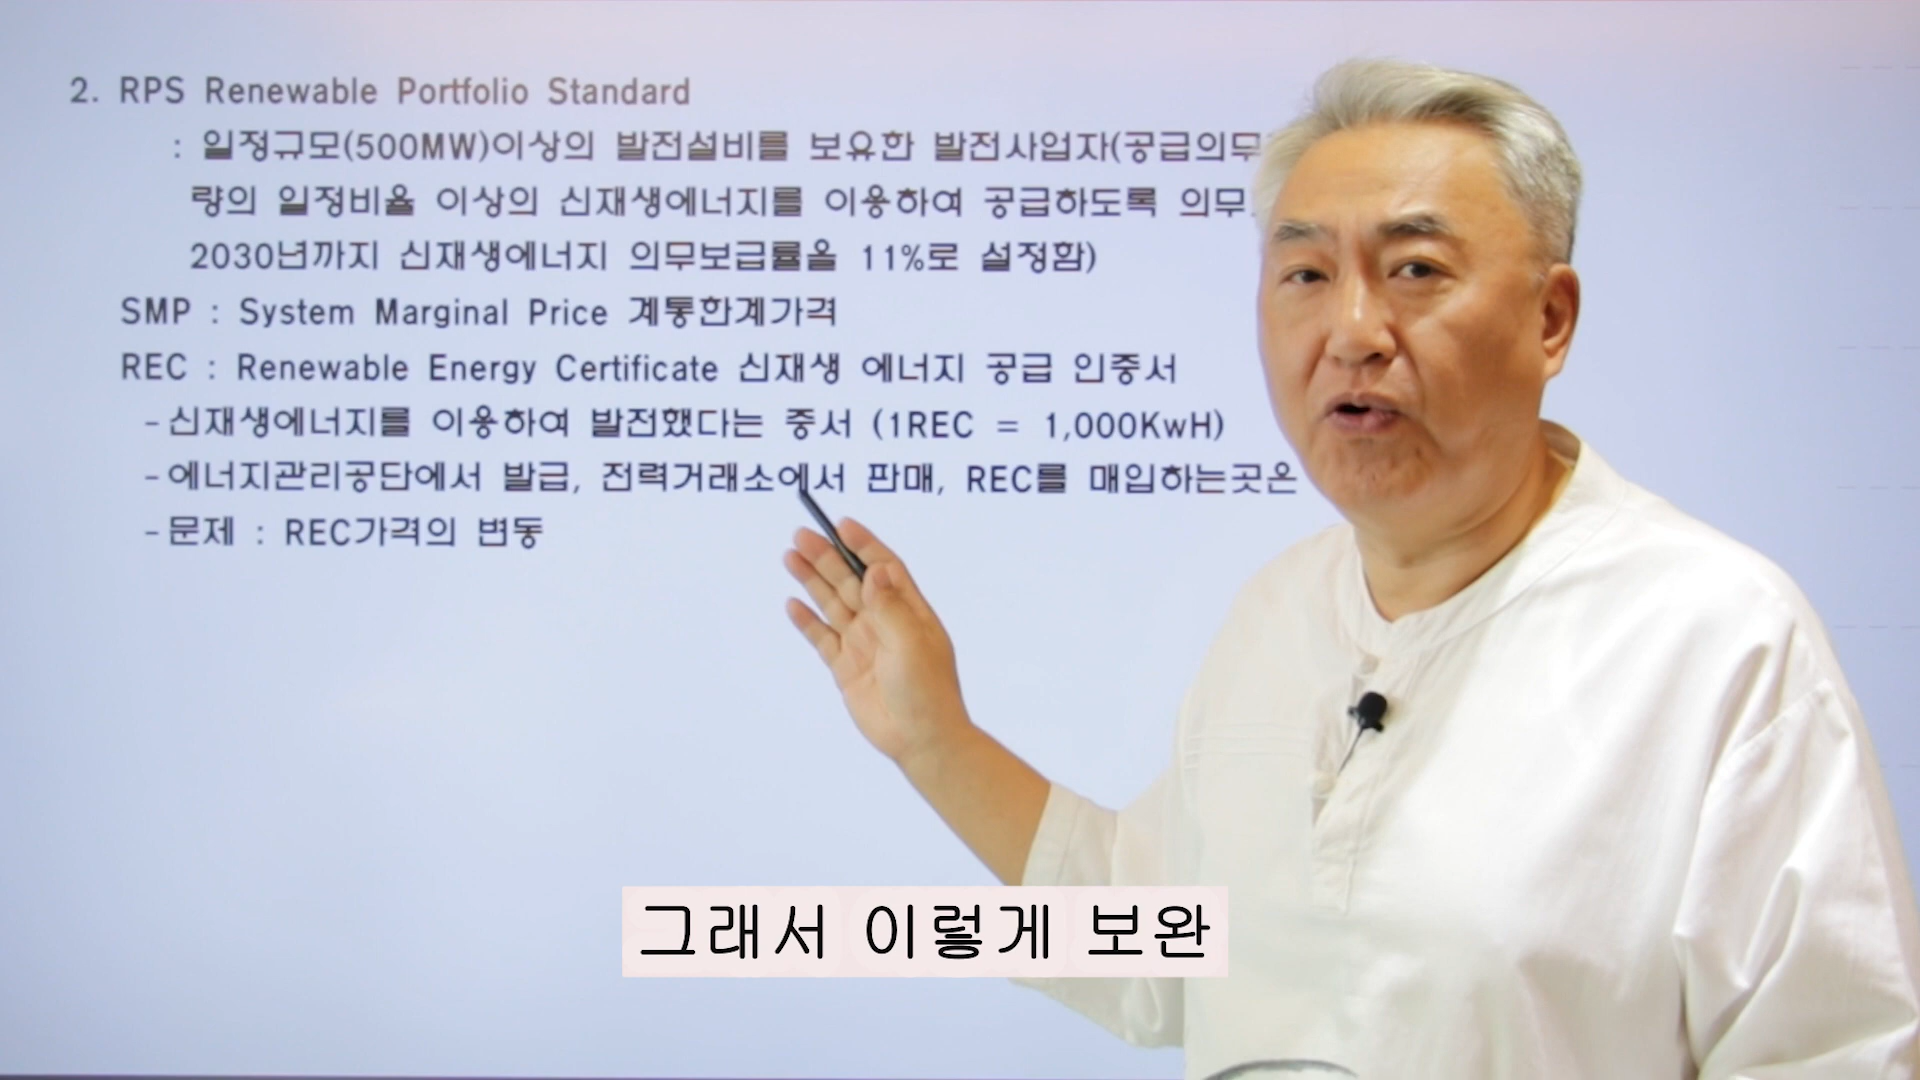 2. RPS Renewable Portfolio Standard
: 일정규모(500MW)이상의 발전설비를 보유한 발전사업자(공급의무
량의 일정비율 이상의 신재생에너지를 이용하여 공급하도록 의무
2030년까지 신재생에너지 의무보급률을 11%로 설정함)
SMP : System Marginal Price 계통한계가격
REC : Renewable Energy Certificate 신재생 에너지 공급 인증서
-신재생에너지를 이용하여 발전했다는 증서 (1REC = 1,000KwH)
-에너지관리공단에서 발급, 전력거래소에서 판매, REC를 매입하는곳은
-문제 : REC가격의 변동
그래서 이렇게 보완